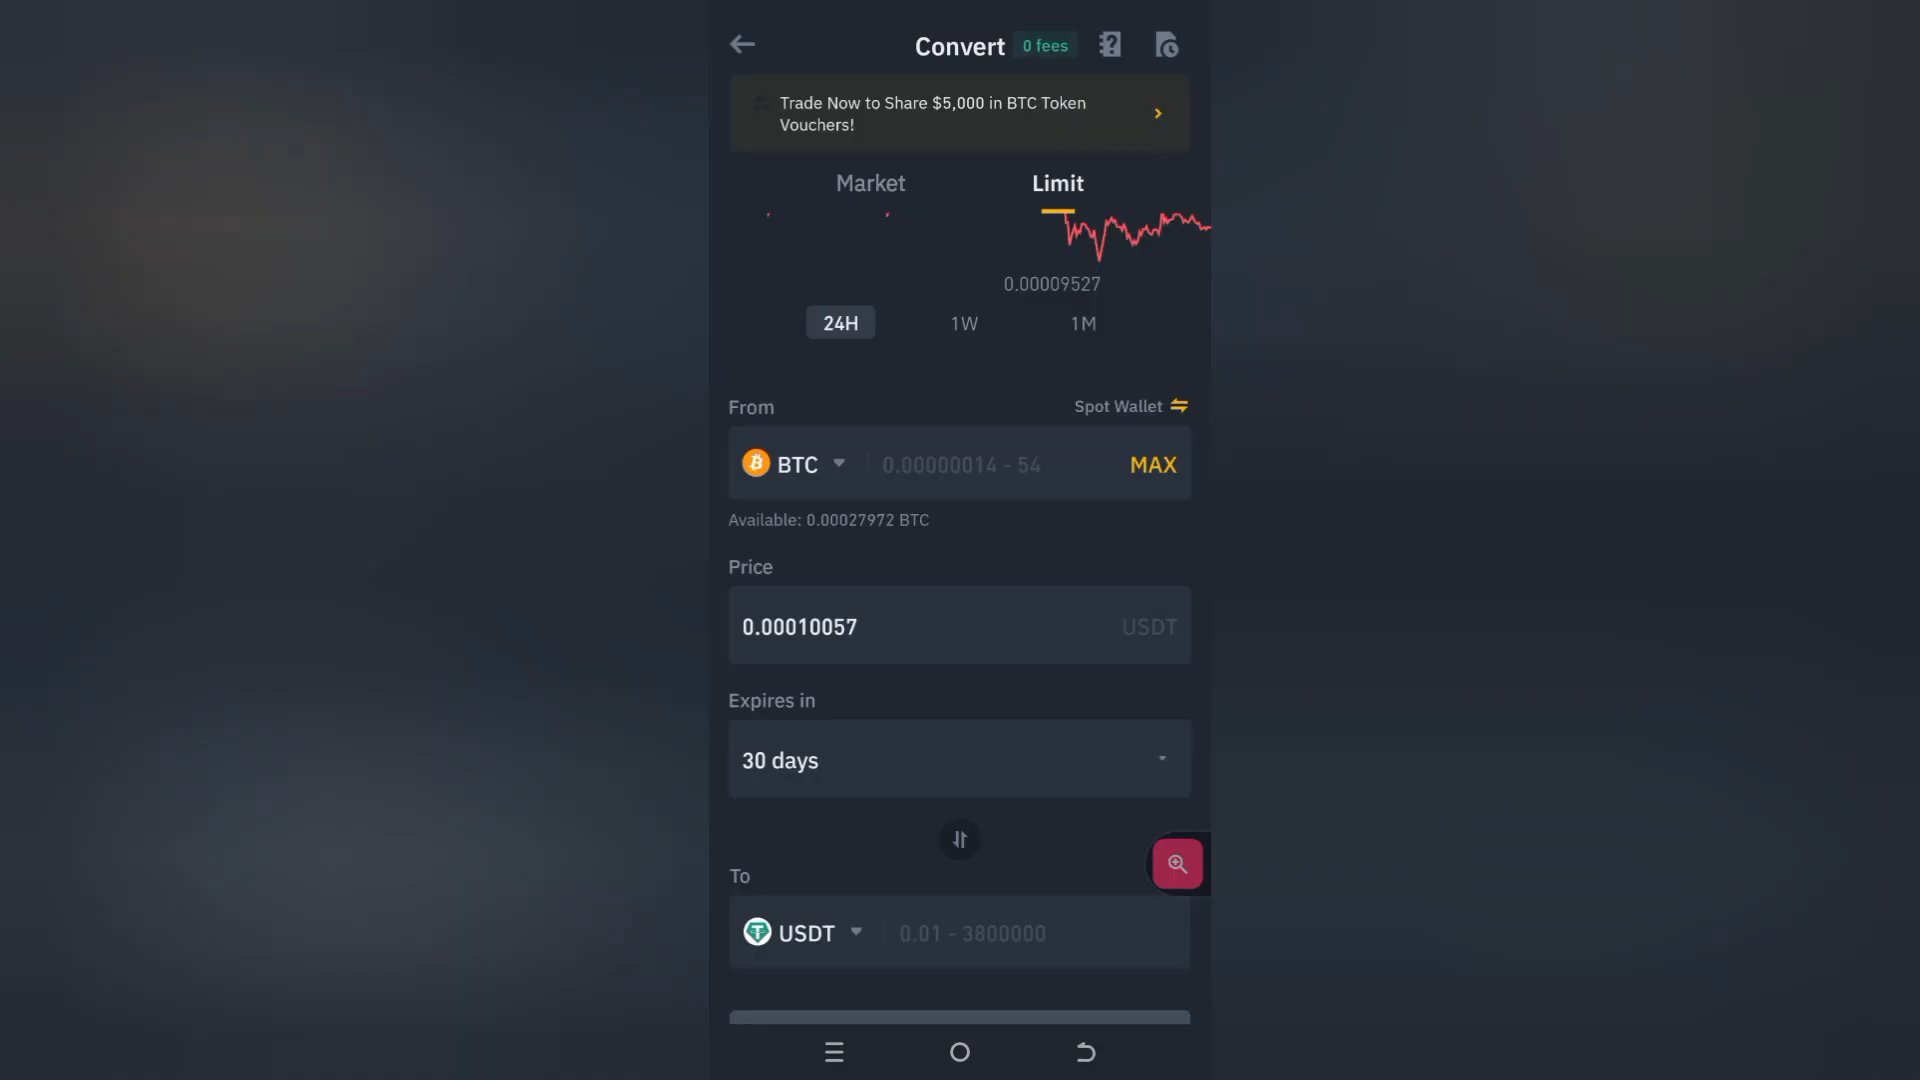 Convert 0 fees
Trade Now to Share $5,000 in BTC Token
Vouchers!
Market Limit
0.00009527
24H 1W 1M
From Spot Wallet
BTC 0.00000014 - 54 MAX
Available: 0.00027972 BTC
Price
0.00010057 USDT
Expires in
30 days
To
USDT 0.01 - 3800000